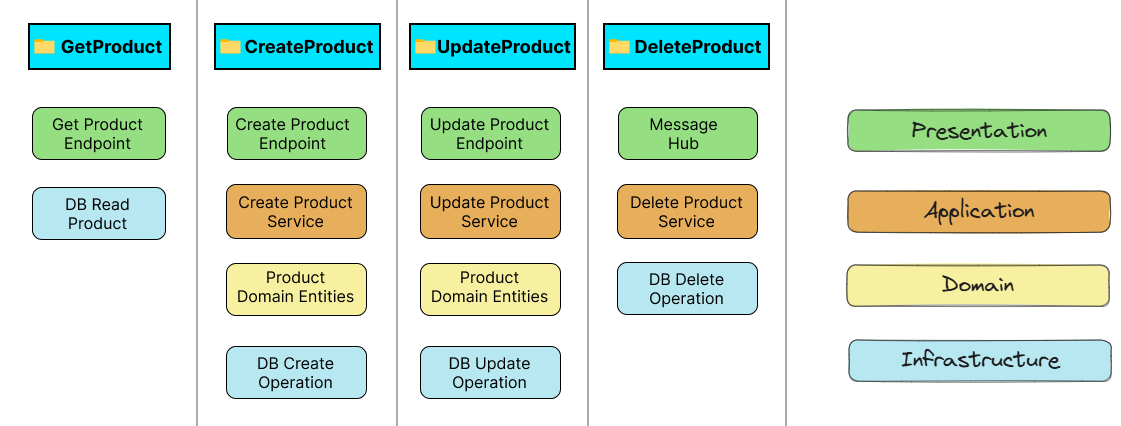 GetProduct
CreateProduct
UpdateProduct
DeleteProduct
Get Product
Endpoint
Create Product
Endpoint
Update Product
Endpoint
Message
Hub
Presentation
DB Read
Product
Create Product
Service
Update Product
Service
Delete Product
Service
Application
Product
Domain Entities
Product
Domain Entities
DB Delete
Operation
Domain
DB Create
Operation
DB Update
Operation
Infrastructure